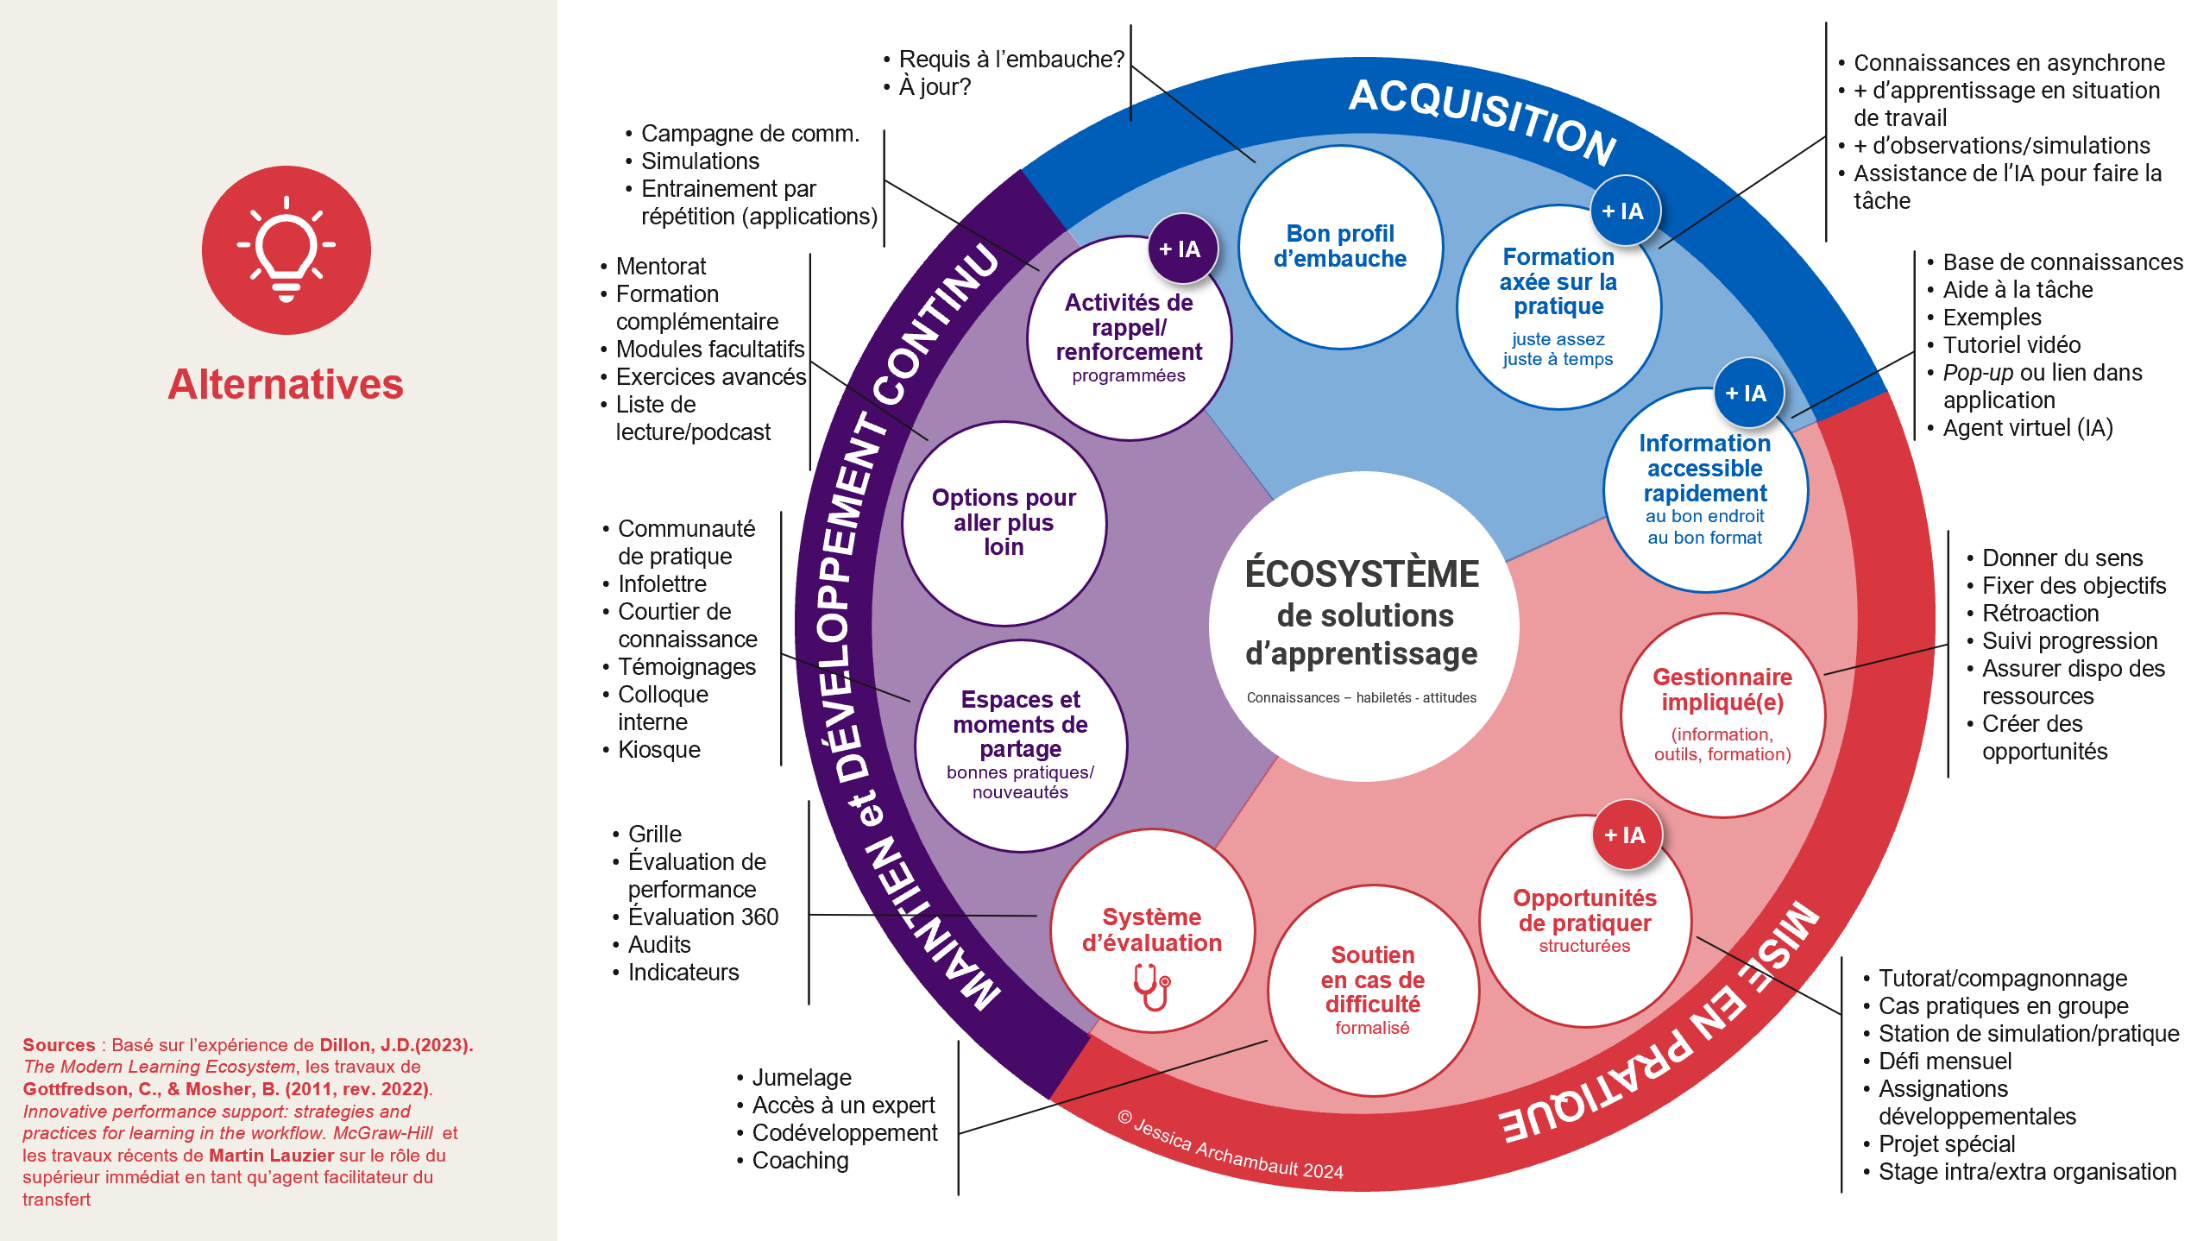 Alternatives
Sources : Basé sur l’expérience de Dillon, J.D.(2023).
The Modern Learning Ecosystem, les travaux de
Gottfredson, C., & Mosher, B. (2011, rev. 2022).
Innovative performance support: strategies and
practices for learning in the workflow. McGraw-Hill et
les travaux récents de Martin Lauzier sur le rôle du
supérieur immédiat en tant qu’agent facilitateur du
transfert
ACQUISITION
MISE EN PRATIQUE
MAINTIEN et DÉVELOPPEMENT CONTINU
© Jessica Archambault 2024
ÉCOSYSTÈME
de solutions
d’apprentissage
Connaissances – habiletés - attitudes
Bon profil
d’embauche
• Requis à l’embauche?
• À jour?
+ IA
Formation
axée sur la
pratique
juste assez
juste à temps
• Connaissances en asynchrone
• + d’apprentissage en situation
de travail
• + d’observations/simulations
• Assistance de l’IA pour faire la
tâche
+ IA
Information
accessible
rapidement
au bon endroit
au bon format
• Base de connaissances
• Aide à la tâche
• Exemples
• Tutoriel vidéo
• Pop-up ou lien dans
application
• Agent virtuel (IA)
Gestionnaire
impliqué(e)
(information,
outils, formation)
• Donner du sens
• Fixer des objectifs
• Rétroaction
• Suivi progression
• Assurer dispo des
ressources
• Créer des
opportunités
+ IA
Opportunités
de pratiquer
structurées
• Tutorat/compagnonnage
• Cas pratiques en groupe
• Station de simulation/pratique
• Défi mensuel
• Assignations
développementales
• Projet spécial
• Stage intra/extra organisation
Soutien
en cas de
difficulté
formalisé
• Jumelage
• Accès à un expert
• Codéveloppement
• Coaching
Système
d’évaluation
• Grille
• Évaluation de
performance
• Évaluation 360
• Audits
• Indicateurs
Espaces et
moments de
partage
bonnes pratiques/
nouveautés
• Communauté
de pratique
• Infolettre
• Courtier de
connaissance
• Témoignages
• Colloque
interne
• Kiosque
Options pour
aller plus
loin
• Mentorat
• Formation
complémentaire
• Modules facultatifs
• Exercices avancés
• Liste de
lecture/podcast
+ IA
Activités de
rappel/
renforcement
programmées
• Campagne de comm.
• Simulations
• Entrainement par
répétition (applications)